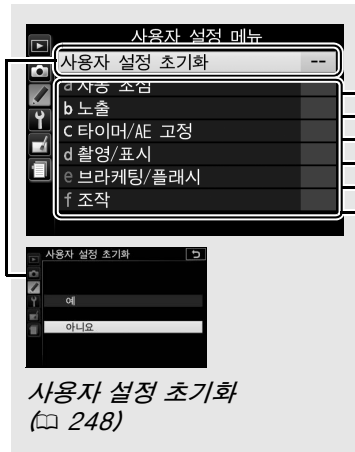 사용자 설정 메뉴
사용자 설정 초기화 --
a 자동 초점
b 노출
c 타이머/AE 고정
d 촬영/표시
e 브라케팅/플래시
f 조작
사용자 설정 초기화
예
아니요
사용자 설정 초기화
(📖 248)